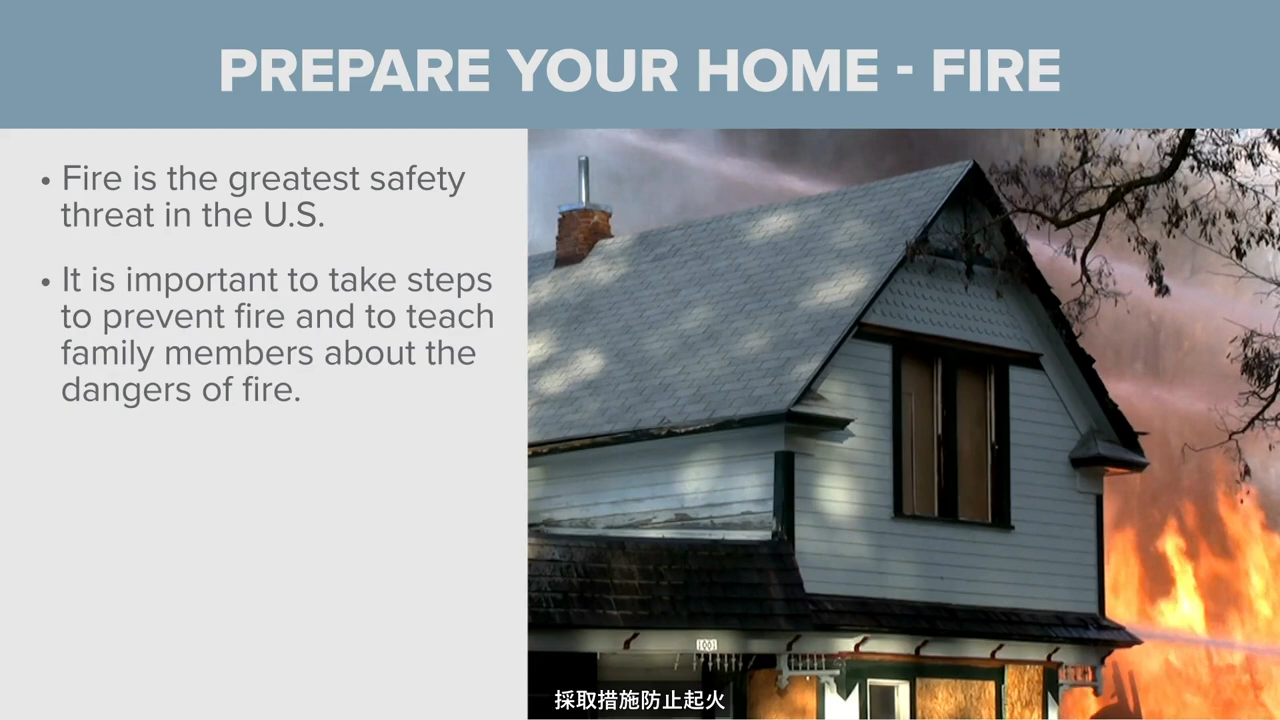 PREPARE YOUR HOME - FIRE
• Fire is the greatest safety
threat in the U.S.
• It is important to take steps
to prevent fire and to teach
family members about the
dangers of fire.
1001
採取措施防止起火